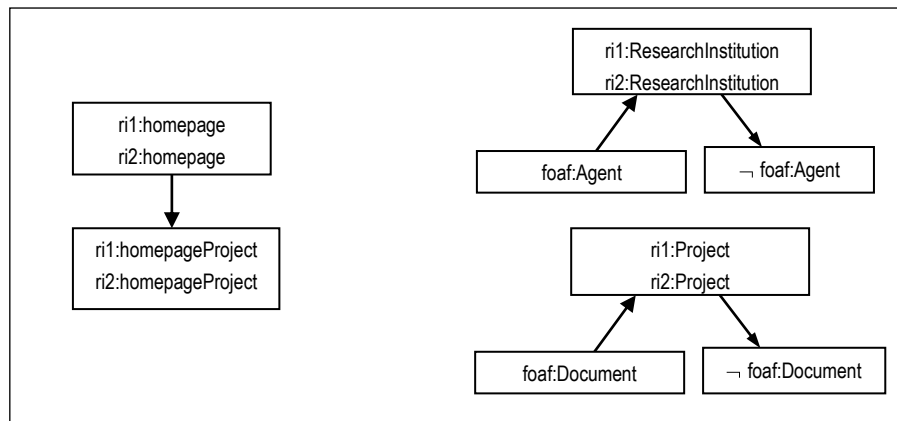 ri1:homepage
ri2:homepage
ri1:homepageProject
ri2:homepageProject
ri1:ResearchInstitution
ri2:ResearchInstitution
foaf:Agent
¬ foaf:Agent
ri1:Project
ri2:Project
foaf:Document
¬ foaf:Document